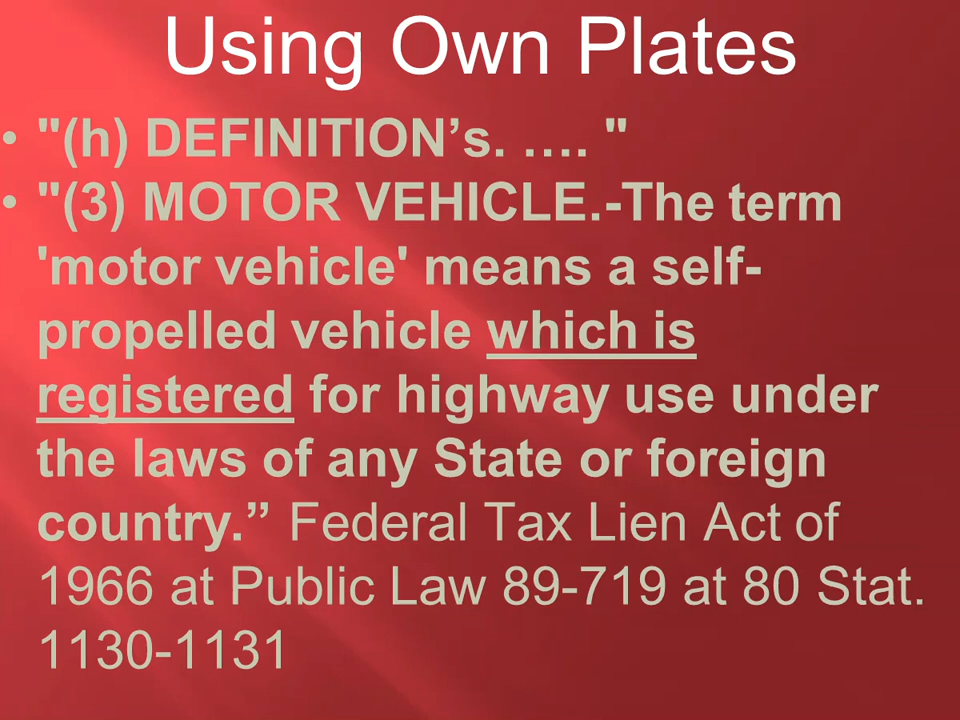 Using Own Plates
• "(h) DEFINITION’s. …. "
• "(3) MOTOR VEHICLE.-The term
'motor vehicle' means a self-
propelled vehicle which is
registered for highway use under
the laws of any State or foreign
country.” Federal Tax Lien Act of
1966 at Public Law 89-719 at 80 Stat.
1130-1131